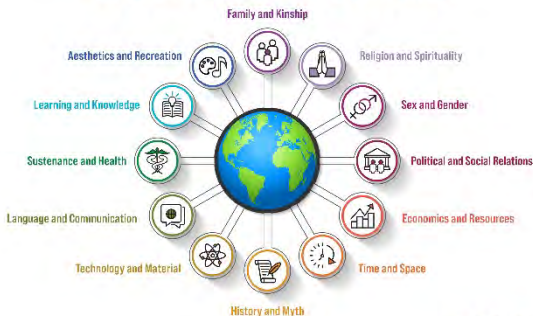 Family and Kinship
Religion and Spirituality
Sex and Gender
Political and Social Relations
Economics and Resources
Time and Space
History and Myth
Technology and Material
Language and Communication
Sustenance and Health
Learning and Knowledge
Aesthetics and Recreation